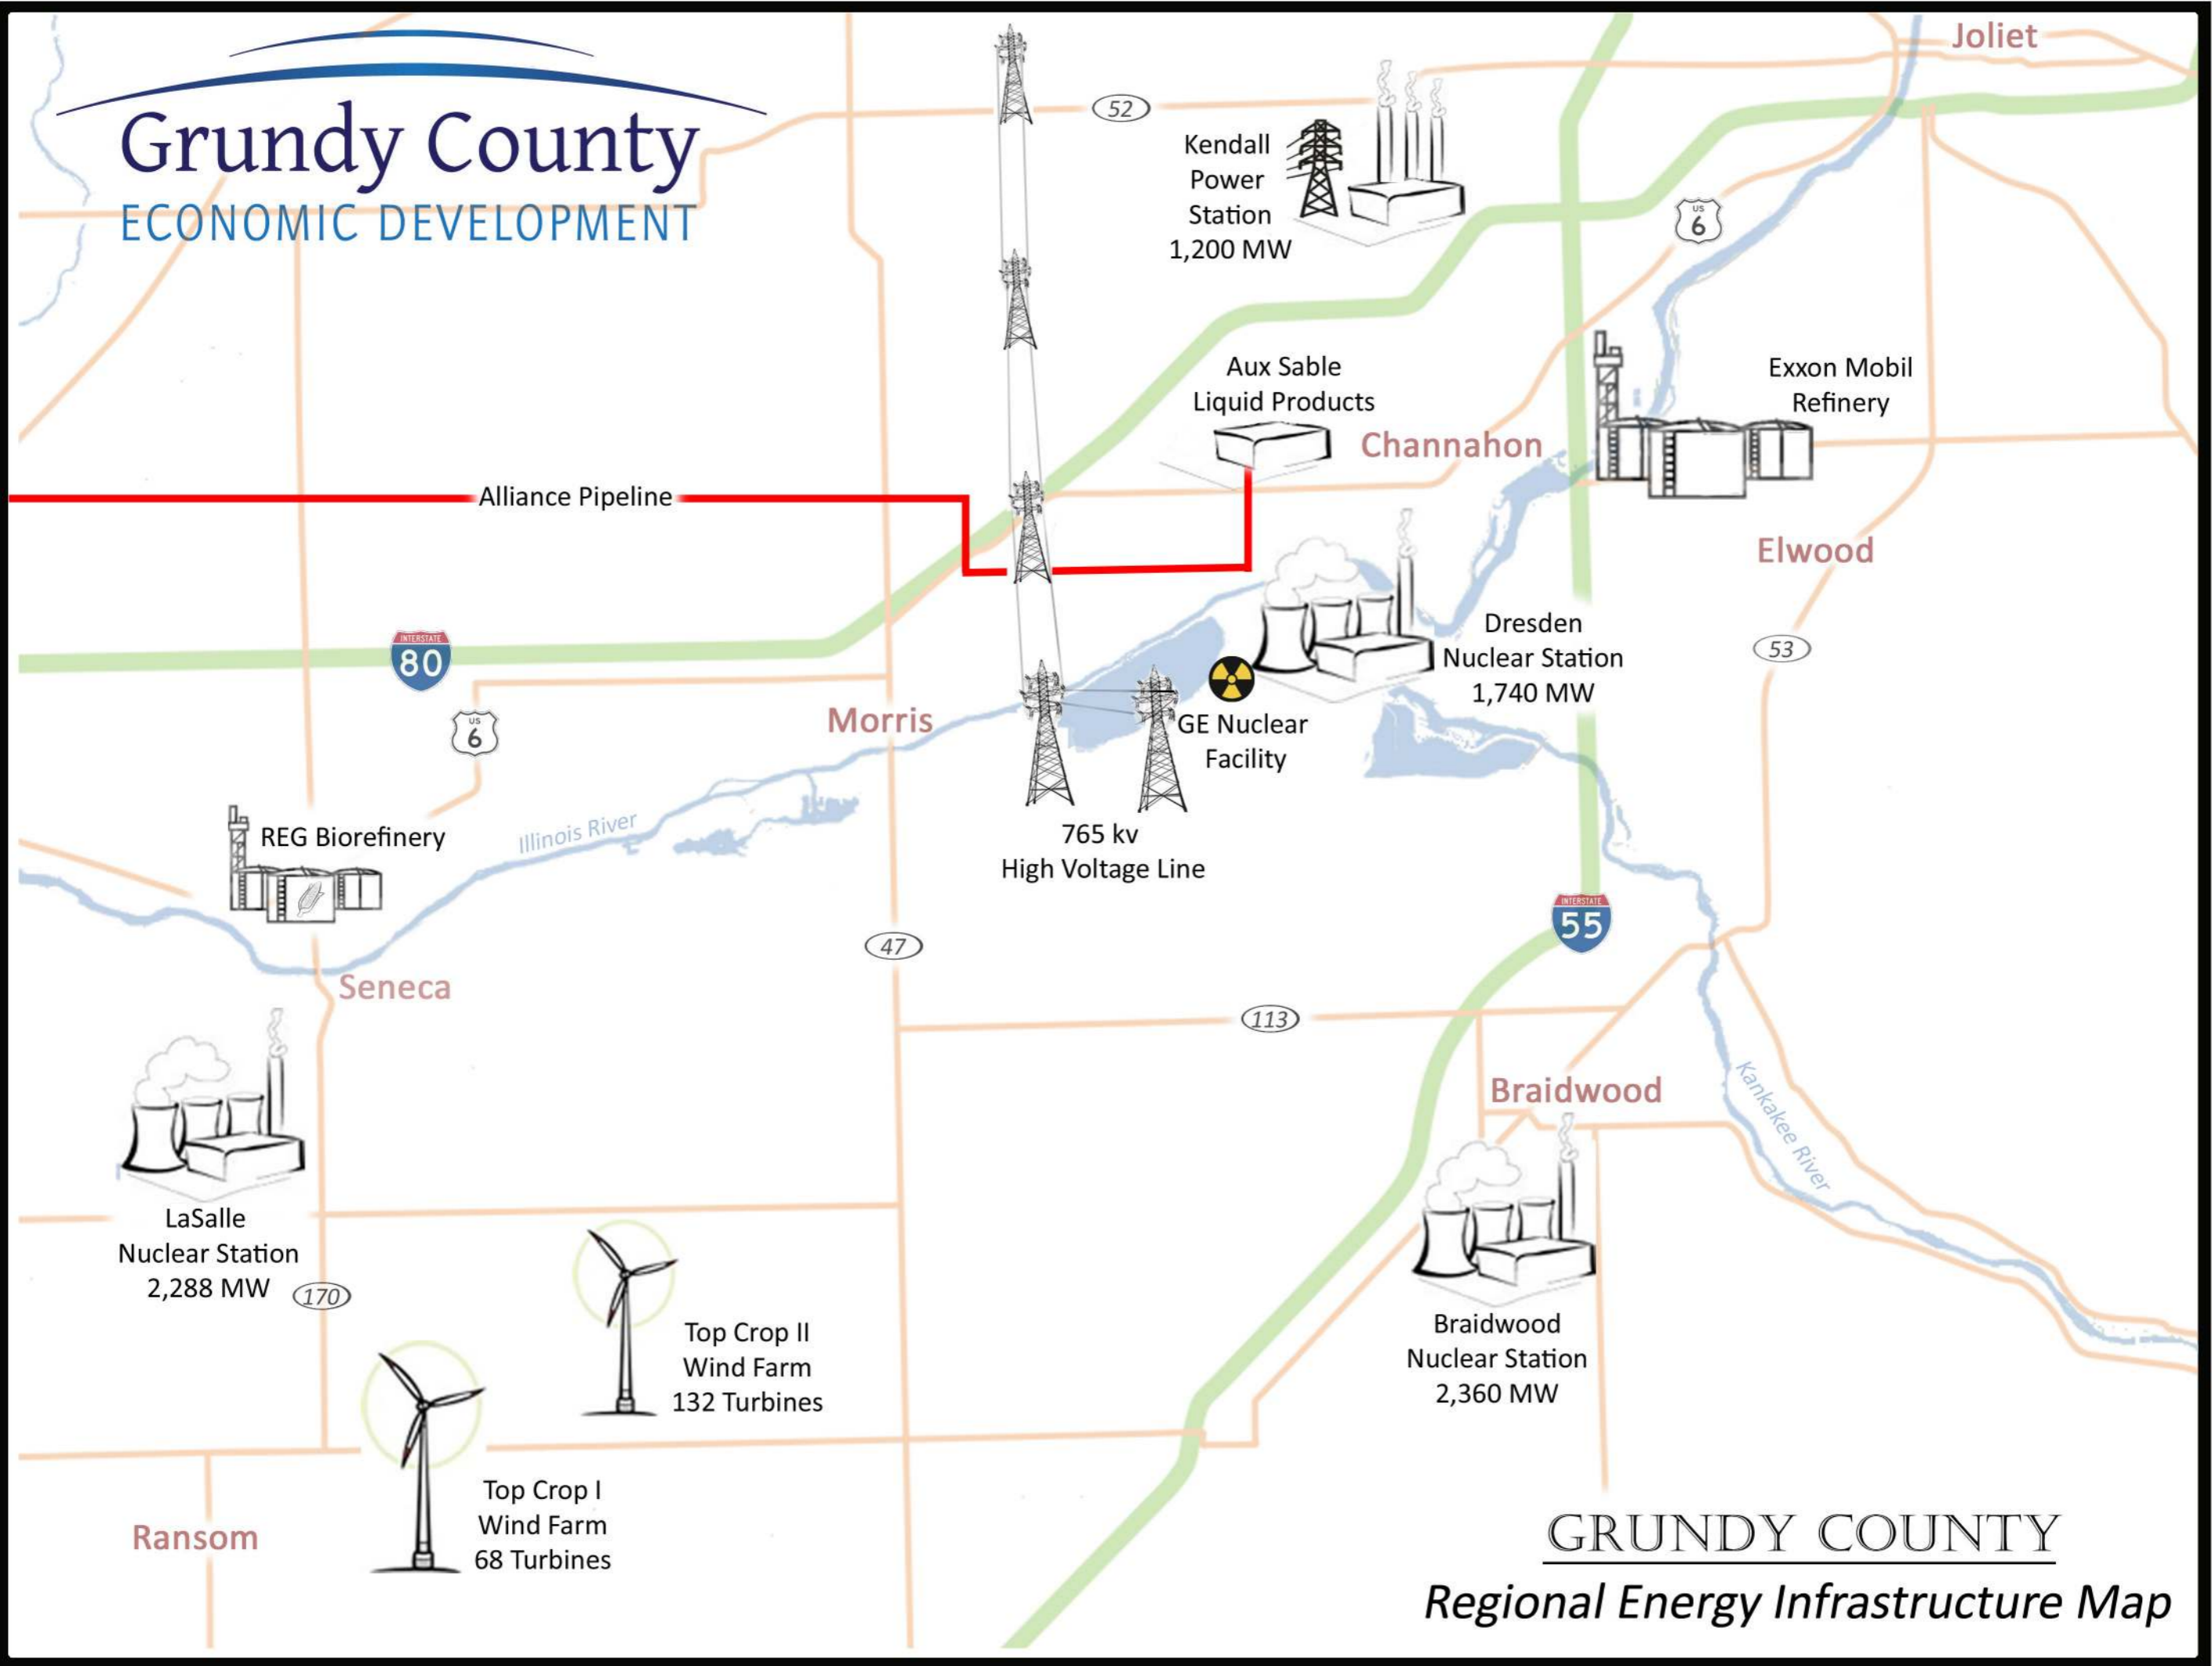 Grundy County
ECONOMIC DEVELOPMENT
Joliet
52
Kendall
Power
Station
1,200 MW
US
6
Aux Sable
Liquid Products
Exxon Mobil
Refinery
Channahon
Alliance Pipeline
Elwood
Dresden
Nuclear Station
1,740 MW
53
INTERSTATE
80
US
6
Morris
GE Nuclear
Facility
REG Biorefinery
Illinois River
765 kv
High Voltage Line
INTERSTATE
55
47
Seneca
113
Braidwood
Kankakee River
LaSalle
Nuclear Station
2,288 MW
170
Top Crop II
Wind Farm
132 Turbines
Braidwood
Nuclear Station
2,360 MW
Top Crop I
Wind Farm
68 Turbines
Ransom
GRUNDY COUNTY
Regional Energy Infrastructure Map